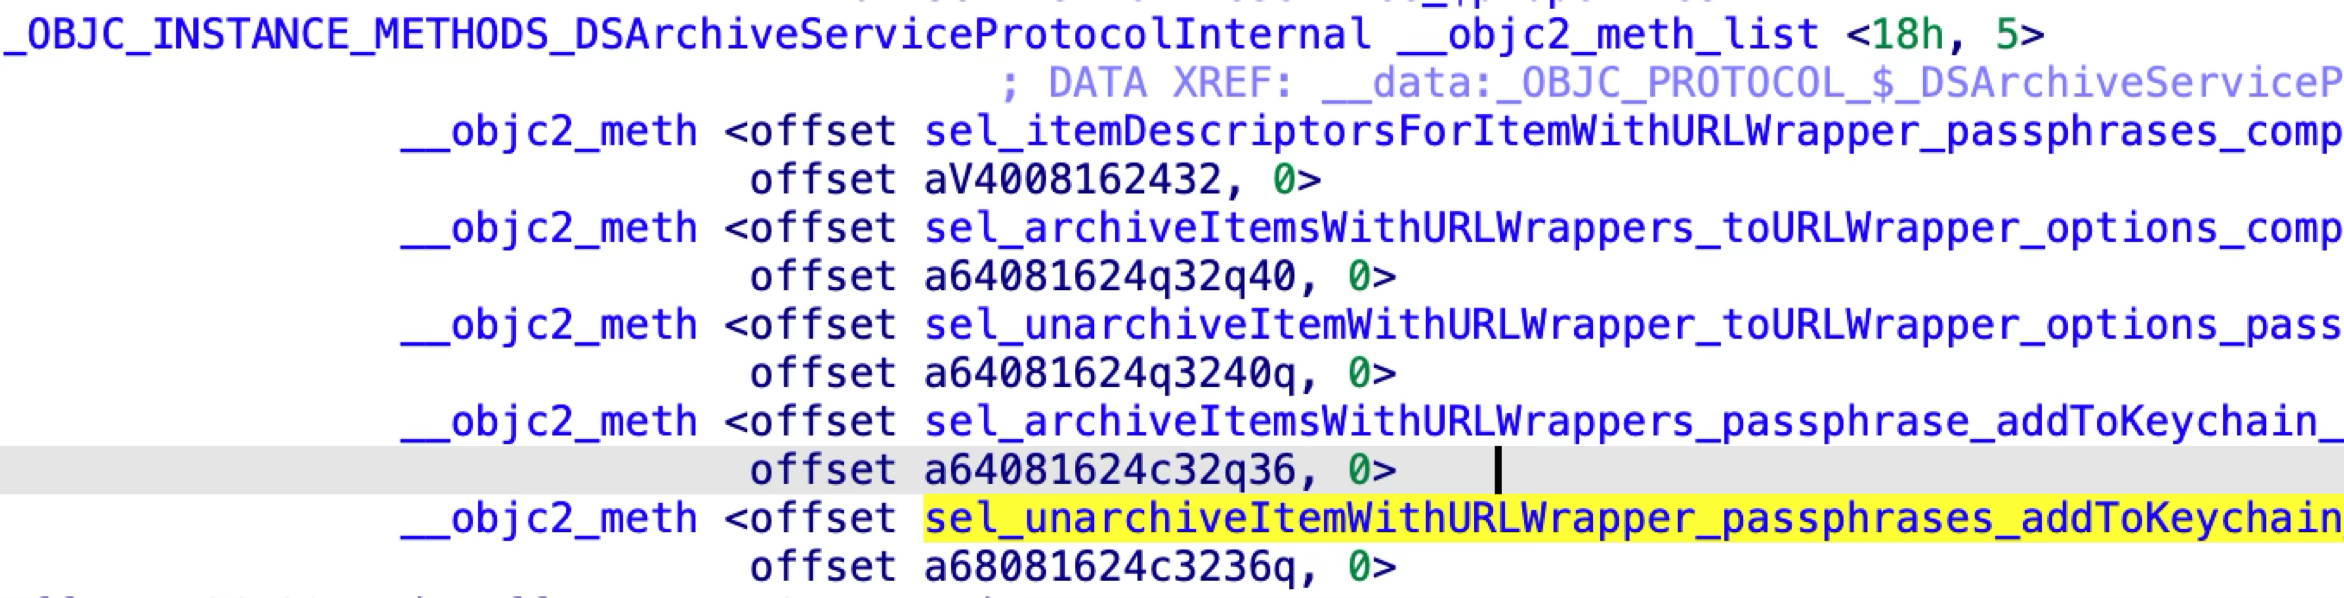 _OBJC_INSTANCE_METHODS_DSArchiveServiceProtocolInternal __objc2_meth_list <18h, 5>
; DATA XREF: __data:_OBJC_PROTOCOL_$_DSArchiveServiceP
__objc2_meth <offset sel_itemDescriptorsForItemWithURLWrapper_passphrases_comp
offset aV4008162432, 0>
__objc2_meth <offset sel_archiveItemsWithURLWrappers_toURLWrapper_options_comp
offset a64081624q32q40, 0>
__objc2_meth <offset sel_unarchiveItemWithURLWrapper_toURLWrapper_options_pass
offset a64081624q3240q, 0>
__objc2_meth <offset sel_archiveItemsWithURLWrappers_passphrase_addToKeychain_
offset a64081624c32q36, 0>
__objc2_meth <offset sel_unarchiveItemWithURLWrapper_passphrases_addToKeychain
offset a68081624c3236q, 0>